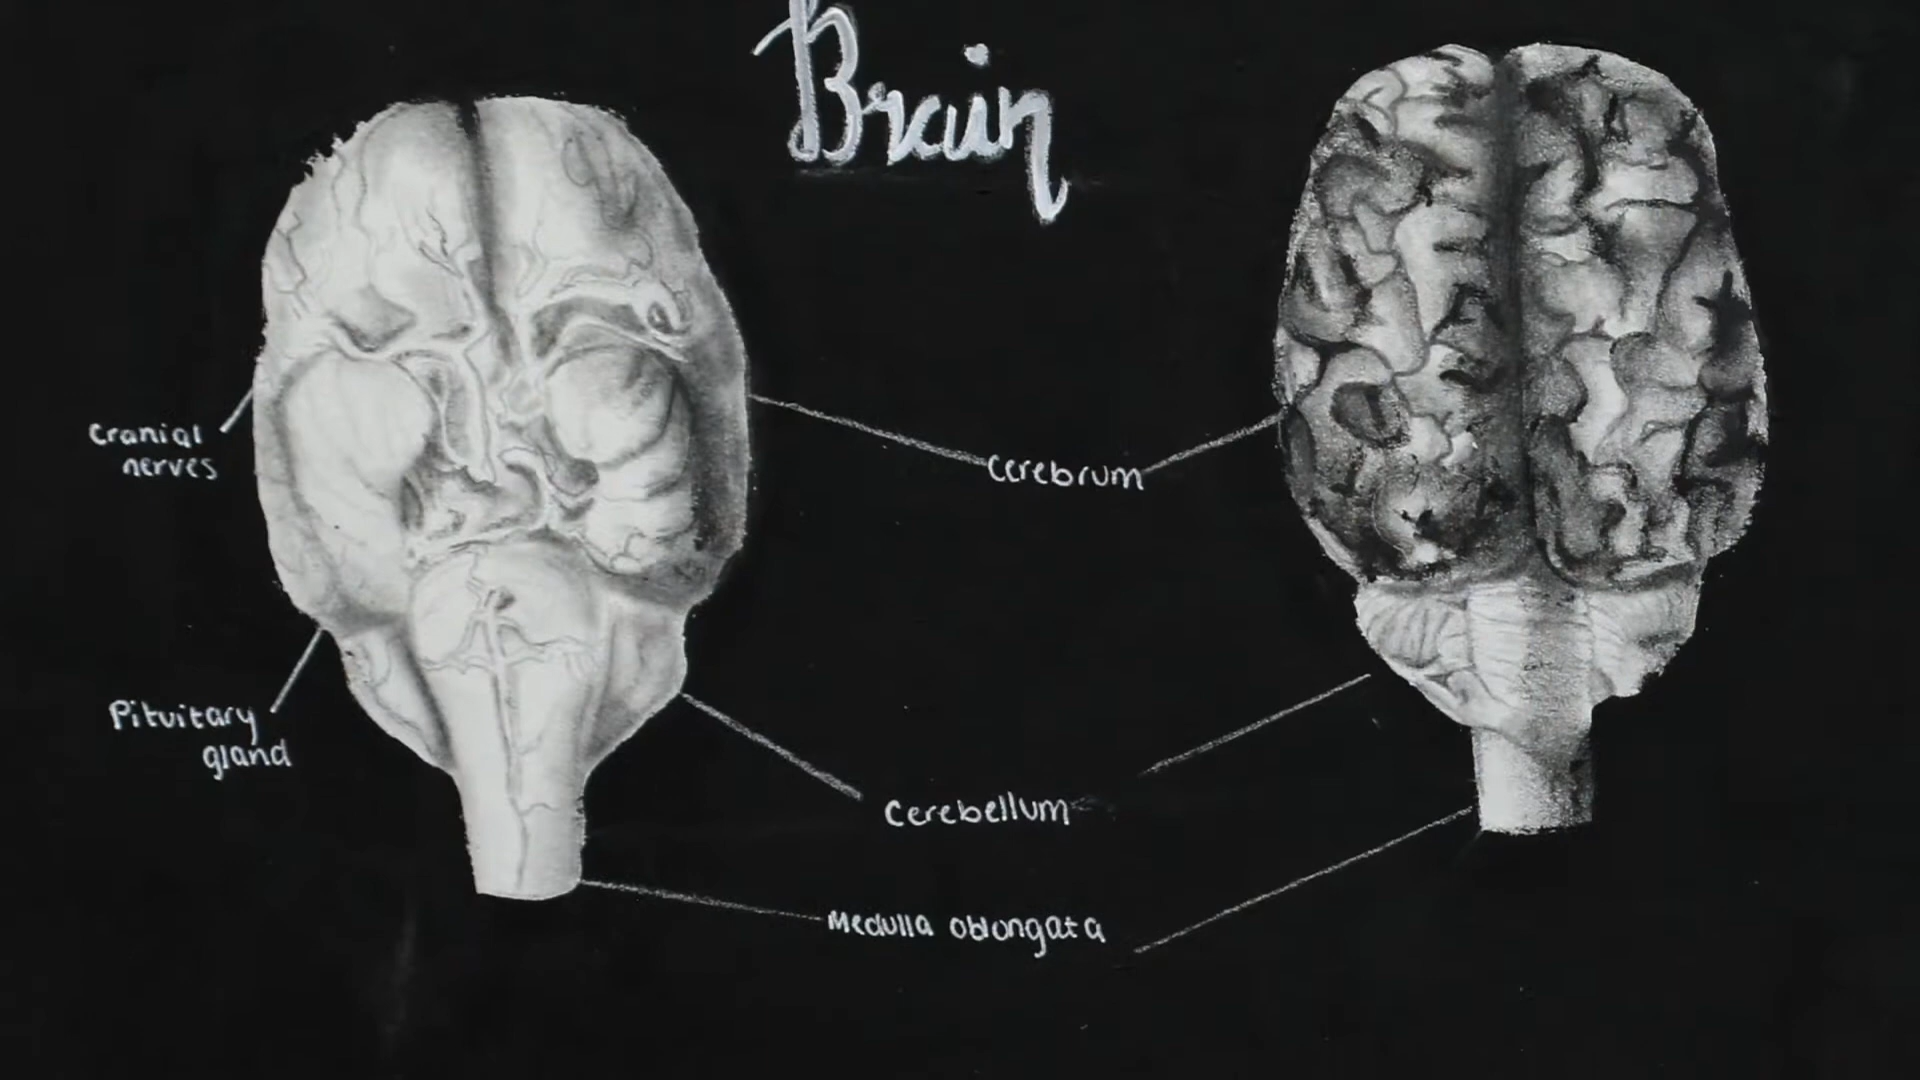 Brain
Cranial
nerves
Cerebrum
Pituitary
gland
Cerebellum
Medulla oblongata